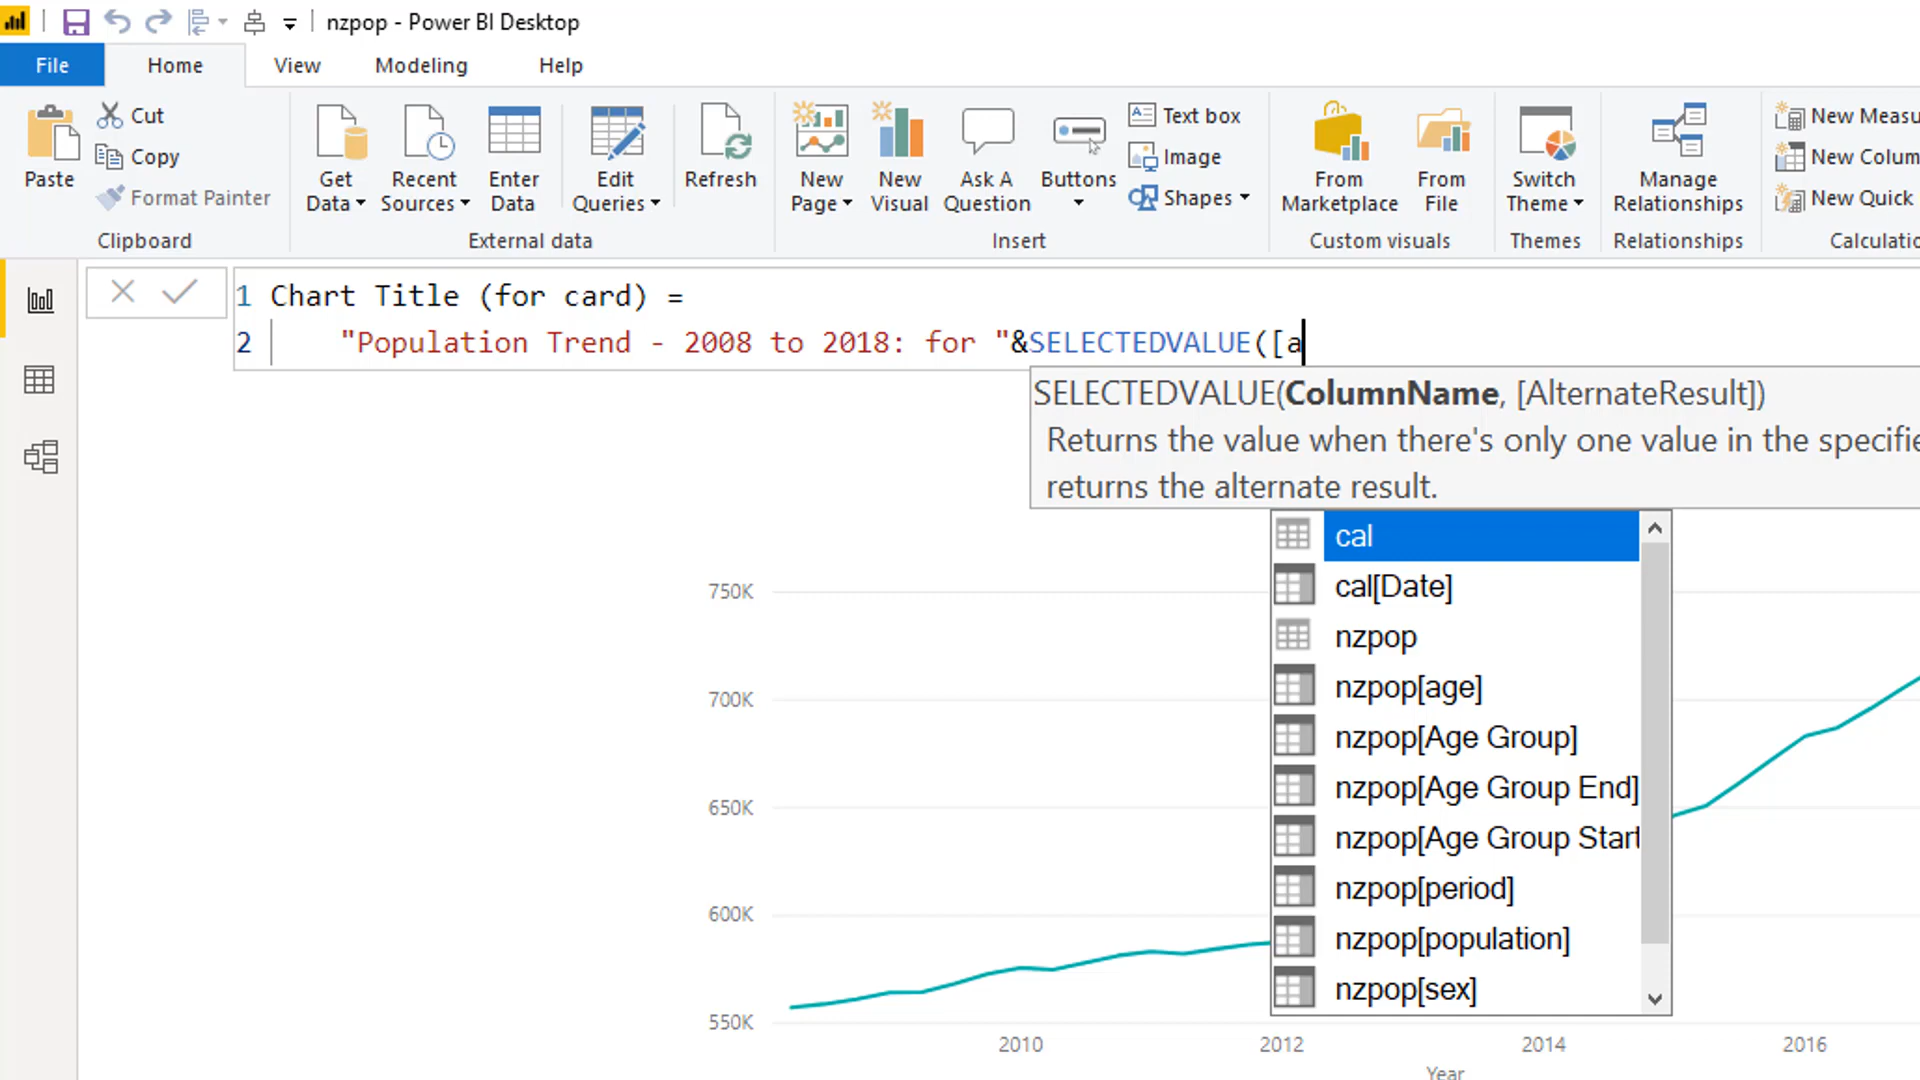 nzpop - Power BI Desktop
File Home View Modeling Help
Paste
Cut
Copy
Format Painter
Clipboard
Get Data
Recent Sources
Enter Data
Edit Queries
Refresh
External data
New Page
New Visual
Ask A Question
Buttons
Text box
Image
Shapes
Insert
From Marketplace
From File
Custom visuals
Switch Theme
Themes
Manage Relationships
Relationships
New Measu
New Colum
New Quick
Calculatio
1 Chart Title (for card) =
2 "Population Trend - 2008 to 2018: for "&SELECTEDVALUE([a
SELECTEDVALUE(ColumnName, [AlternateResult])
Returns the value when there's only one value in the specifie
returns the alternate result.
cal
cal[Date]
nzpop
nzpop[age]
nzpop[Age Group]
nzpop[Age Group End]
nzpop[Age Group Start
nzpop[period]
nzpop[population]
nzpop[sex]
750K
700K
650K
600K
550K
2010 2012 2014 2016
Year